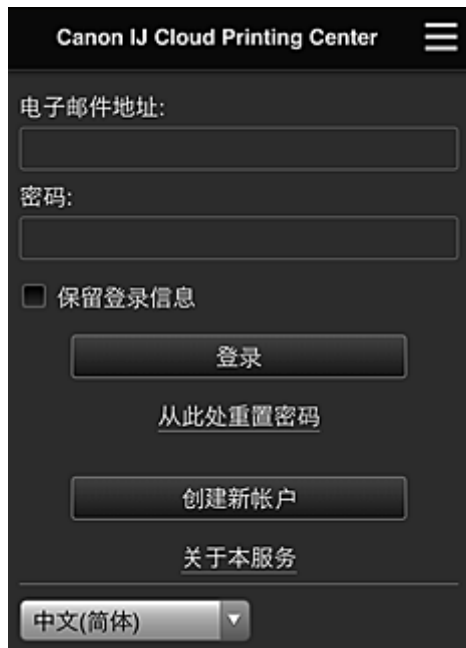 Canon IJ Cloud Printing Center
电子邮件地址:
密码:
保留登录信息
登录
从此处重置密码
创建新帐户
关于本服务
中文(简体)